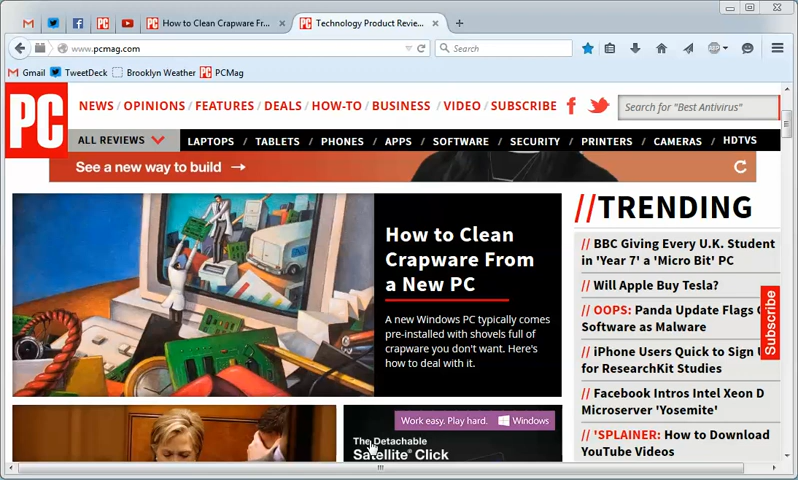 How to Clean Crapware Fr...
Technology Product Revie...
www.pcmag.com
Search
ABP
Gmail
TweetDeck
Brooklyn Weather
PC
PCMag
PC
NEWS / OPINIONS / FEATURES / DEALS / HOW-TO / BUSINESS / VIDEO / SUBSCRIBE
Search for "Best Antivirus"
ALL REVIEWS
LAPTOPS / TABLETS / PHONES / APPS / SOFTWARE / SECURITY / PRINTERS / CAMERAS / HDTVS
See a new way to build →
How to Clean
Crapware From
a New PC
A new Windows PC typically comes
pre-installed with shovels full of
crapware you don't want. Here's
how to deal with it.
//TRENDING
// BBC Giving Every U.K. Student
in 'Year 7' a 'Micro Bit' PC
// Will Apple Buy Tesla?
// OOPS: Panda Update Flags
Software as Malware
// iPhone Users Quick to Sign
for ResearchKit Studies
// Facebook Intros Intel Xeon D
Microserver 'Yosemite'
// 'SPLAINER: How to Download
YouTube Videos
Subscribe
Work easy. Play hard. Windows
The Detachable
Satellite® Click